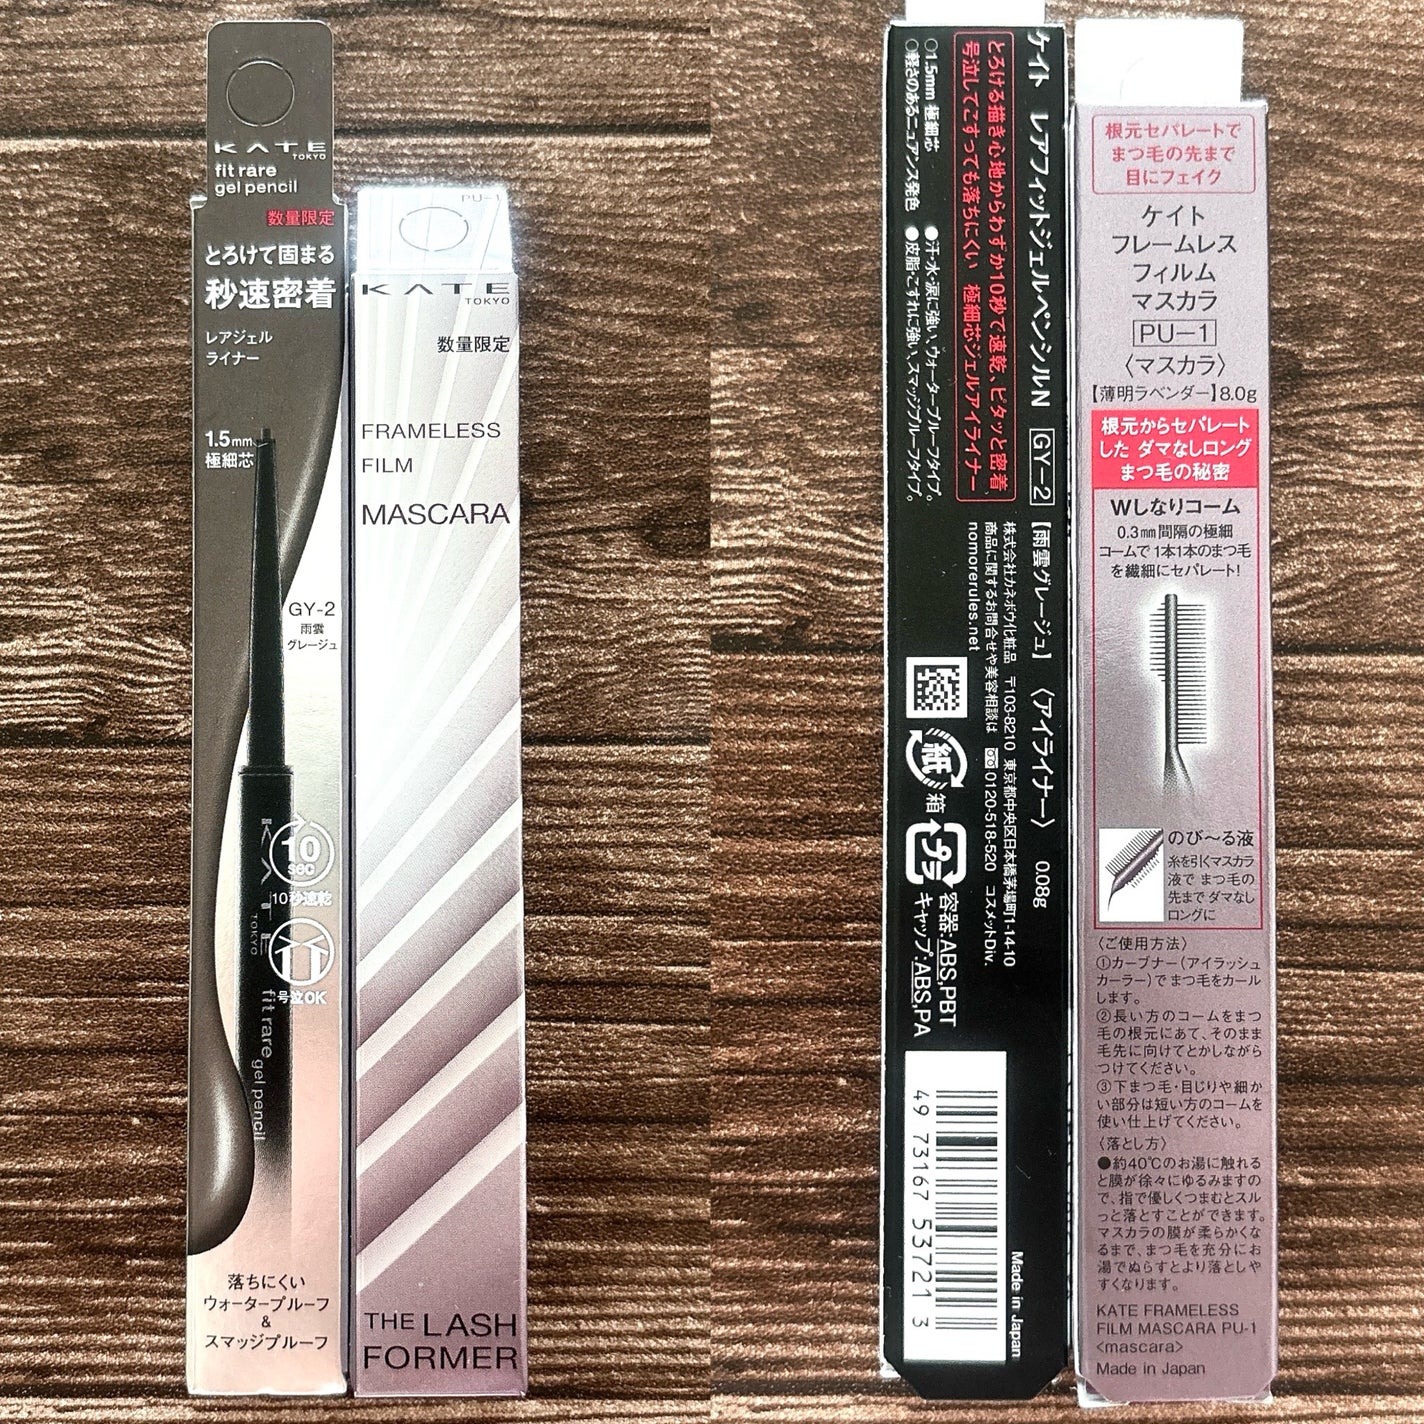 KATE
TOKYO
fit rare
gel pencil
数量限定
とろけて固まる
秒速密着
レアジェル
ライナー
1.5mm
極細芯
GY-2
雨雲
グレージュ
10
sec
10秒速乾
号泣OK
KATE
TOKYO
fit rare
gel pencil
落ちにくい
ウォータープルーフ
&
スマッジプルーフ
PU-1
KATE
TOKYO
数量限定
FRAMELESS
FILM
MASCARA
THE LASH
FORMER
ケイト レアフィットジェルペンシルN GY-2 【雨雲グレージュ】 〈アイライナー〉 0.08g
とろける描き心地からわずか10秒で速乾、ピタッと密着
号泣してこすっても落ちにくい 極細芯ジェルアイライナー
○1.5mm 極細芯 ●汗・水・涙に強い、ウォータープルーフタイプ。
○軽さのあるニュアンス発色 ●皮脂・こすれに強い、スマッジプルーフタイプ。
株式会社カネボウ化粧品 〒103-8210 東京都中央区日本橋茅場町1-14-10
商品に関するお問合せや美容相談は 0120-518-520 コスメットDiv.
nomorerules.net
紙
箱
プラ
容器:ABS,PBT
キャップ:ABS,PA
49 73167 53721 3
Made in Japan
根元セパレートで
まつ毛の先まで
目にフェイク
ケイト
フレームレス
フィルム
マスカラ
PU-1
〈マスカラ〉
【薄明ラベンダー】8.0g
根元からセパレート
した ダマなしロング
まつ毛の秘密
Wしなりコーム
0.3mm間隔の極細
コームで1本1本のまつ毛
を繊細にセパレート!
のび〜る液
糸を引くマスカラ
液で まつ毛の
先まで ダマなし
ロングに
〈ご使用方法〉
①カーブナー(アイラッシュ
カーラー)でまつ毛をカール
します。
②長い方のコームをまつ
毛の根元にあて、そのまま
毛先に向けてとかしながら
つけてください。
③下まつ毛・目じりや細か
い部分は短い方のコームを
使い仕上げてください。
〈落とし方〉
●約40℃のお湯に触れる
と膜が徐々にゆるみますの
で、指で優しくつまむとスル
っと落とすことができます。
マスカラの膜が柔らかくな
るまで、まつ毛を充分にお
湯でぬらすとより落としや
すくなります。
KATE FRAMELESS
FILM MASCARA PU-1
<mascara>
Made in Japan